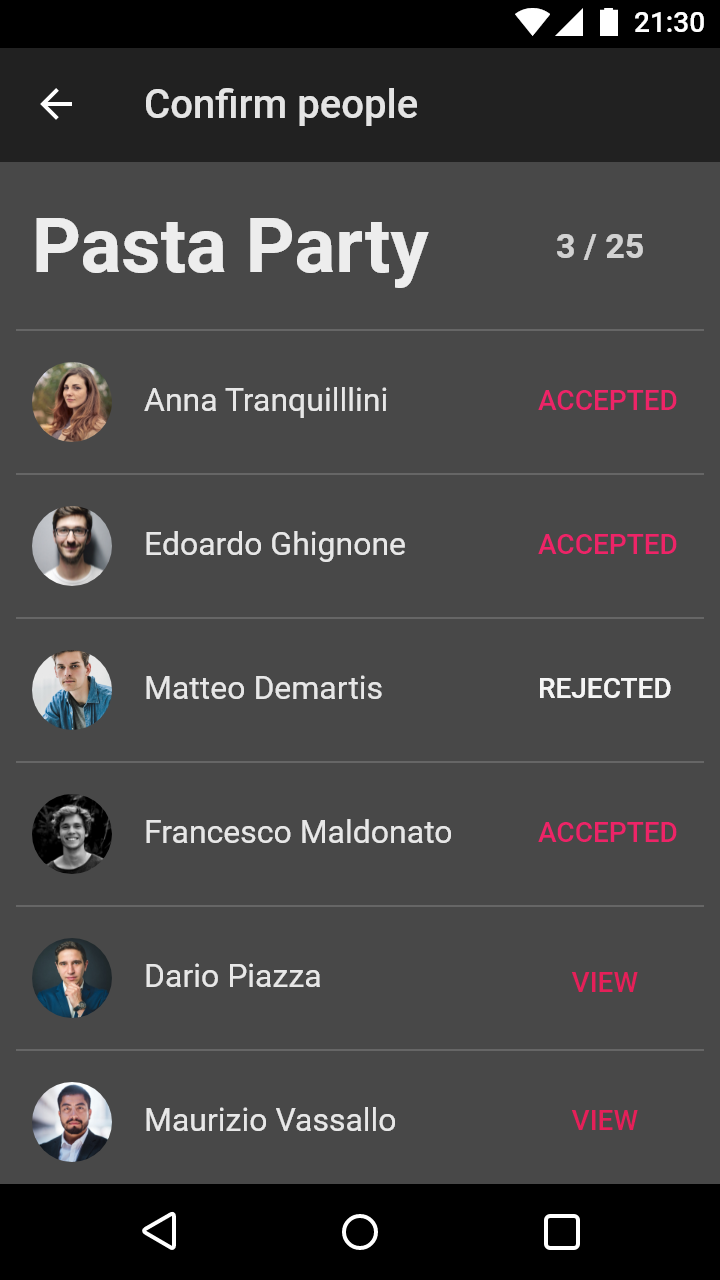 21:30
Confirm people
Pasta Party 3 / 25
Anna Tranquilllini ACCEPTED
Edoardo Ghignone ACCEPTED
Matteo Demartis REJECTED
Francesco Maldonato ACCEPTED
Dario Piazza VIEW
Maurizio Vassallo VIEW